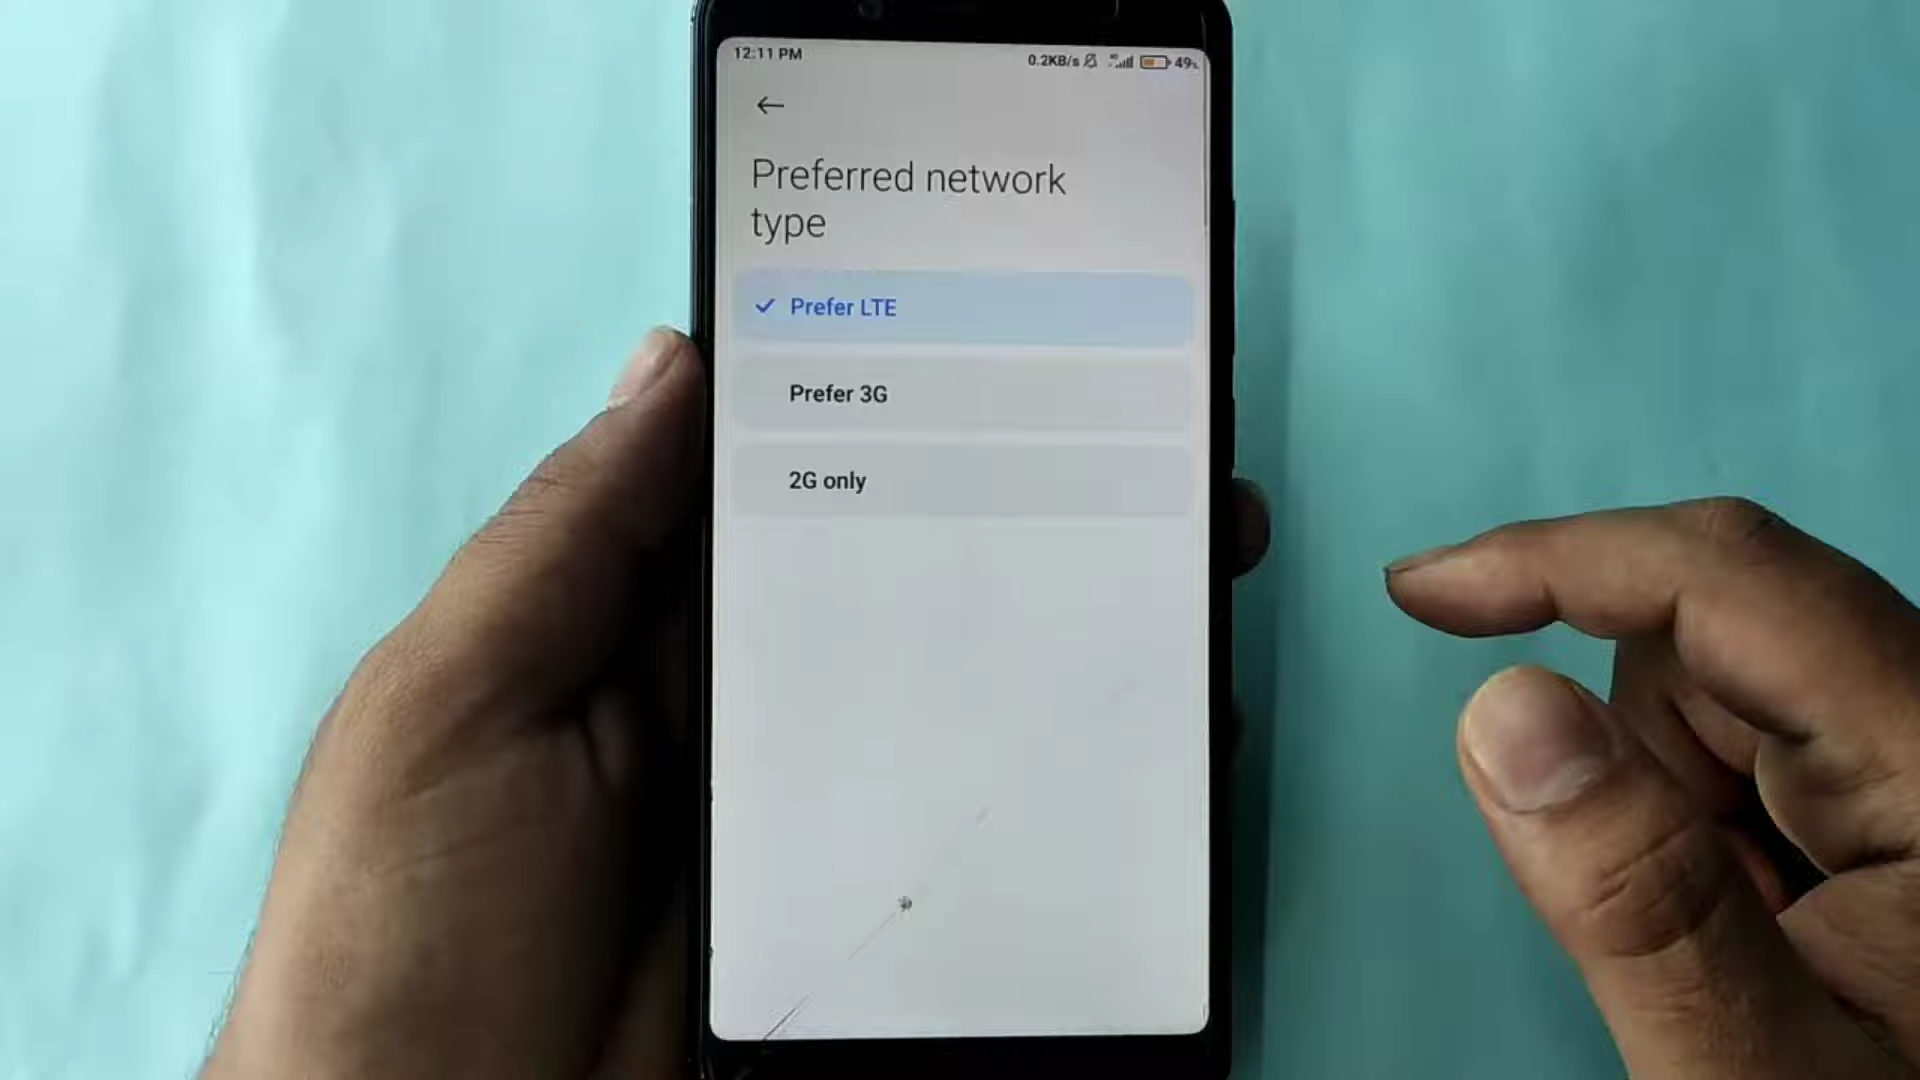 12:11 PM
0.2KB/s 49%
Preferred network
type
Prefer LTE
Prefer 3G
2G only